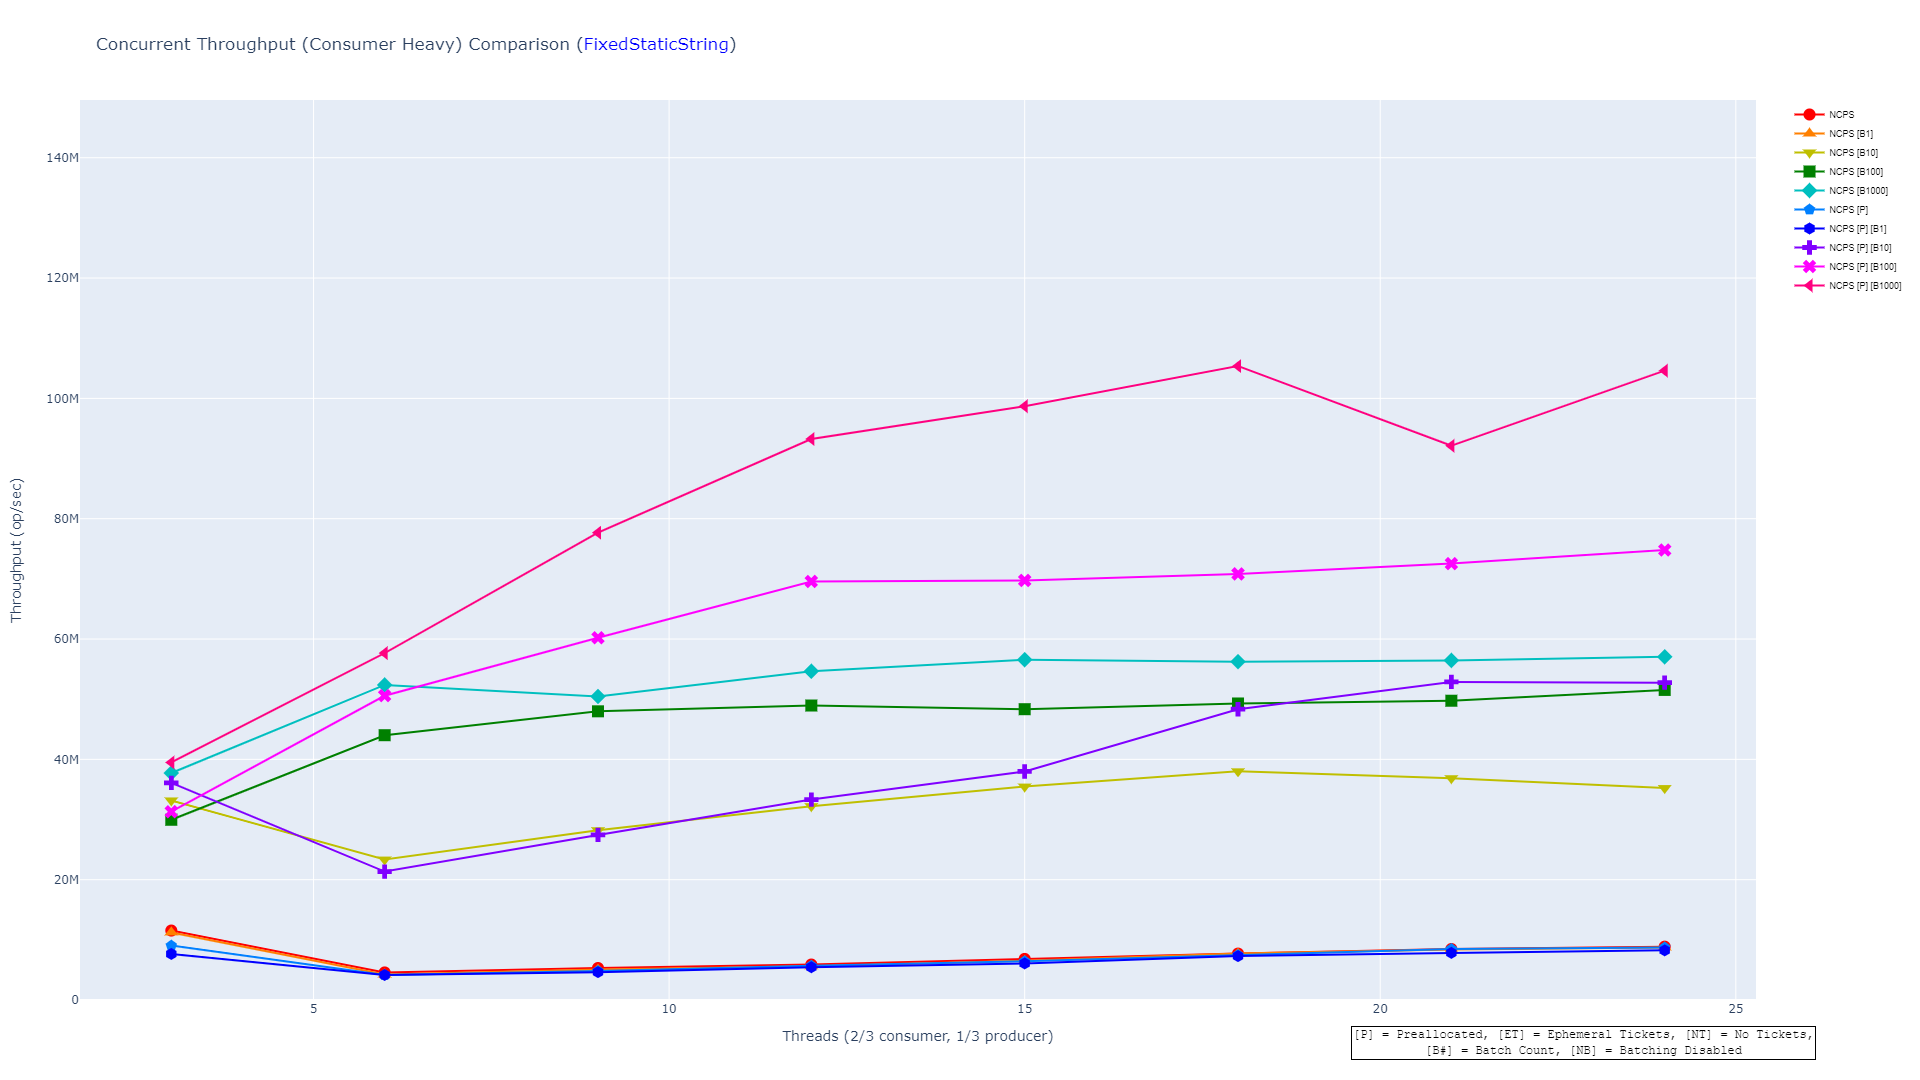 Concurrent Throughput (Consumer Heavy) Comparison (FixedStaticString)
140M
120M
100M
80M
60M
40M
20M
0
Throughput (op/sec)
5
10
15
20
25
Threads (2/3 consumer, 1/3 producer)
NCPS
NCPS [B1]
NCPS [B10]
NCPS [B100]
NCPS [B1000]
NCPS [P]
NCPS [P] [B1]
NCPS [P] [B10]
NCPS [P] [B100]
NCPS [P] [B1000]
[P] = Preallocated, [ET] = Ephemeral Tickets, [NT] = No Tickets,
[B#] = Batch Count, [NB] = Batching Disabled